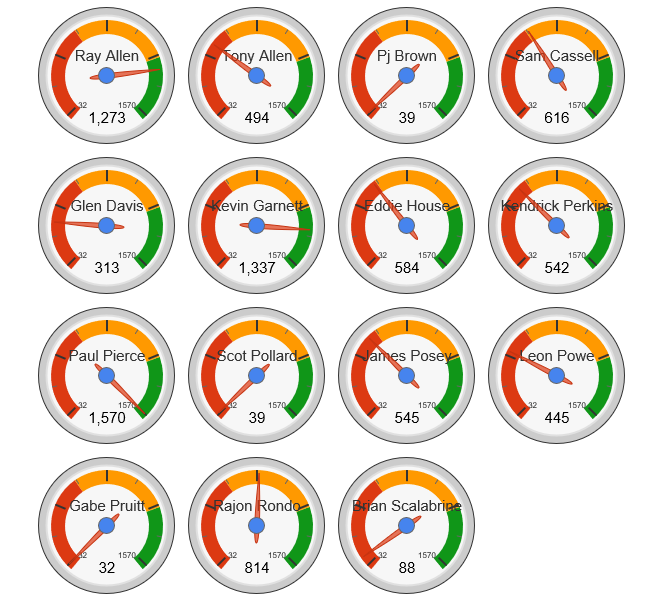 Ray Allen
32 1570
1,273
Tony Allen
32 1570
494
Pj Brown
32 1570
39
Sam Cassell
32 1570
616
Glen Davis
32 1570
313
Kevin Garnett
32 1570
1,337
Eddie House
32 1570
584
Kendrick Perkins
32 1570
542
Paul Pierce
32 1570
1,570
Scot Pollard
32 1570
39
James Posey
32 1570
545
Leon Powe
32 1570
445
Gabe Pruitt
32 1570
32
Rajon Rondo
32 1570
814
Brian Scalabrine
32 1570
88